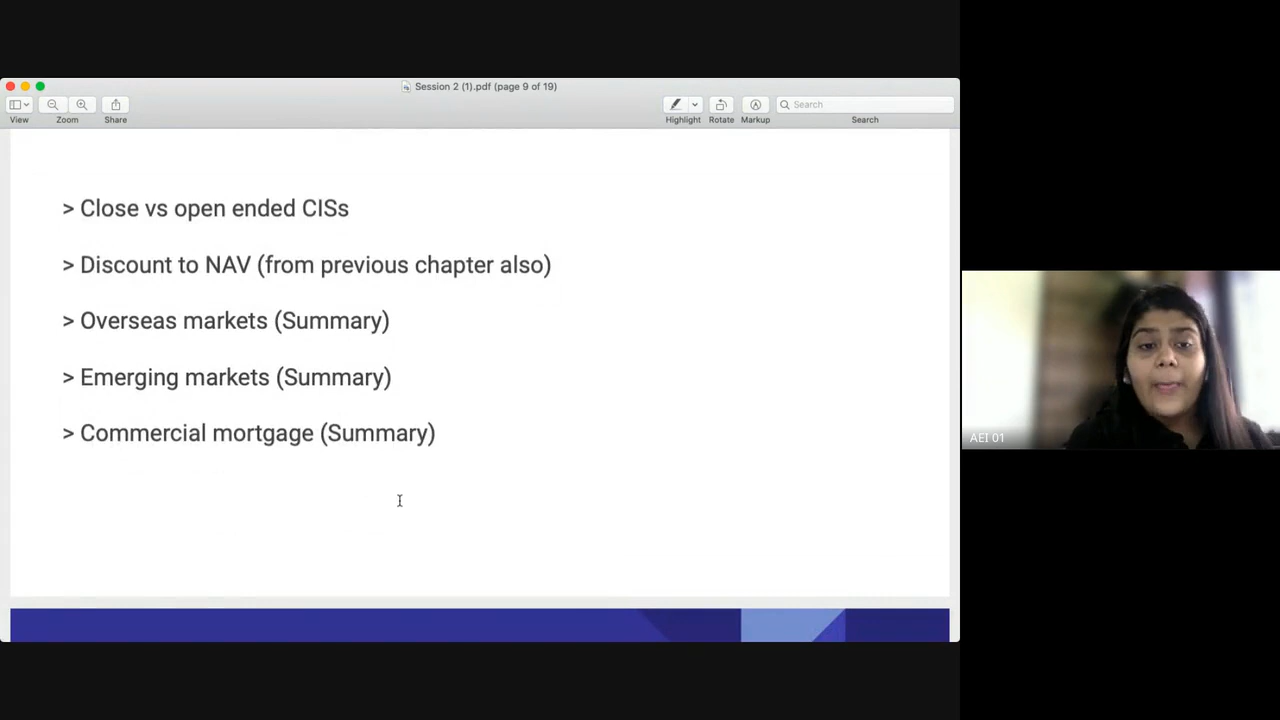 Session 2 (1).pdf (page 9 of 19)
View
Zoom
Share
Highlight
Rotate
Markup
Search
Search
> Close vs open ended CISs
> Discount to NAV (from previous chapter also)
> Overseas markets (Summary)
> Emerging markets (Summary)
> Commercial mortgage (Summary)
AEI 01